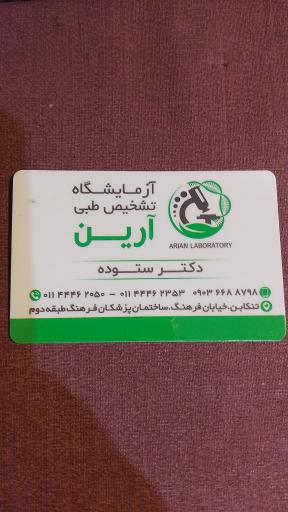 آزمایشگاه
تشخیص طبی
آرین
ARIAN LABORATORY
دکتر ستوده
۰۱۱ ۴۴۴۶ ۲۰۵۰ - ۰۱۱ ۴۴۴۶ ۲۳۵۳ ۰۹۰۳ ۶۶۸ ۸۷۹۸
تنکابن،خیابان فرهنگ،ساختمان پزشکان فرهنگ طبقه دوم